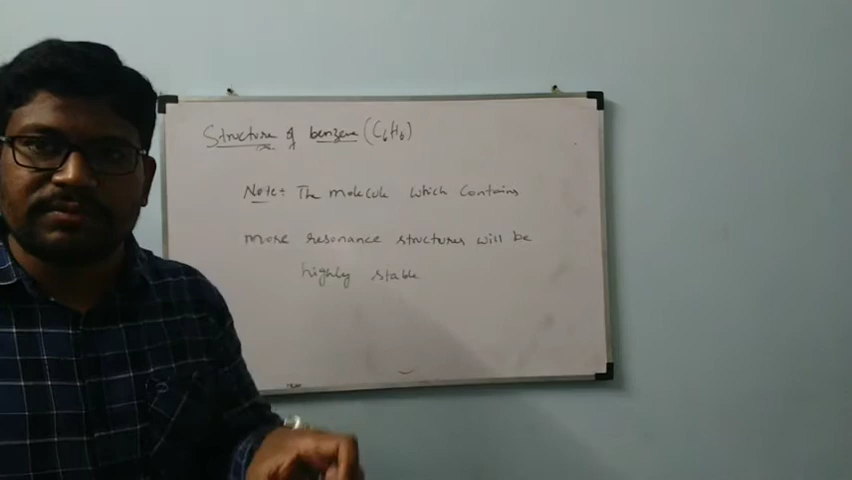 Structure of benzene (C6H6)
Note: The molecule which contains
more resonance structures will be
highly stable